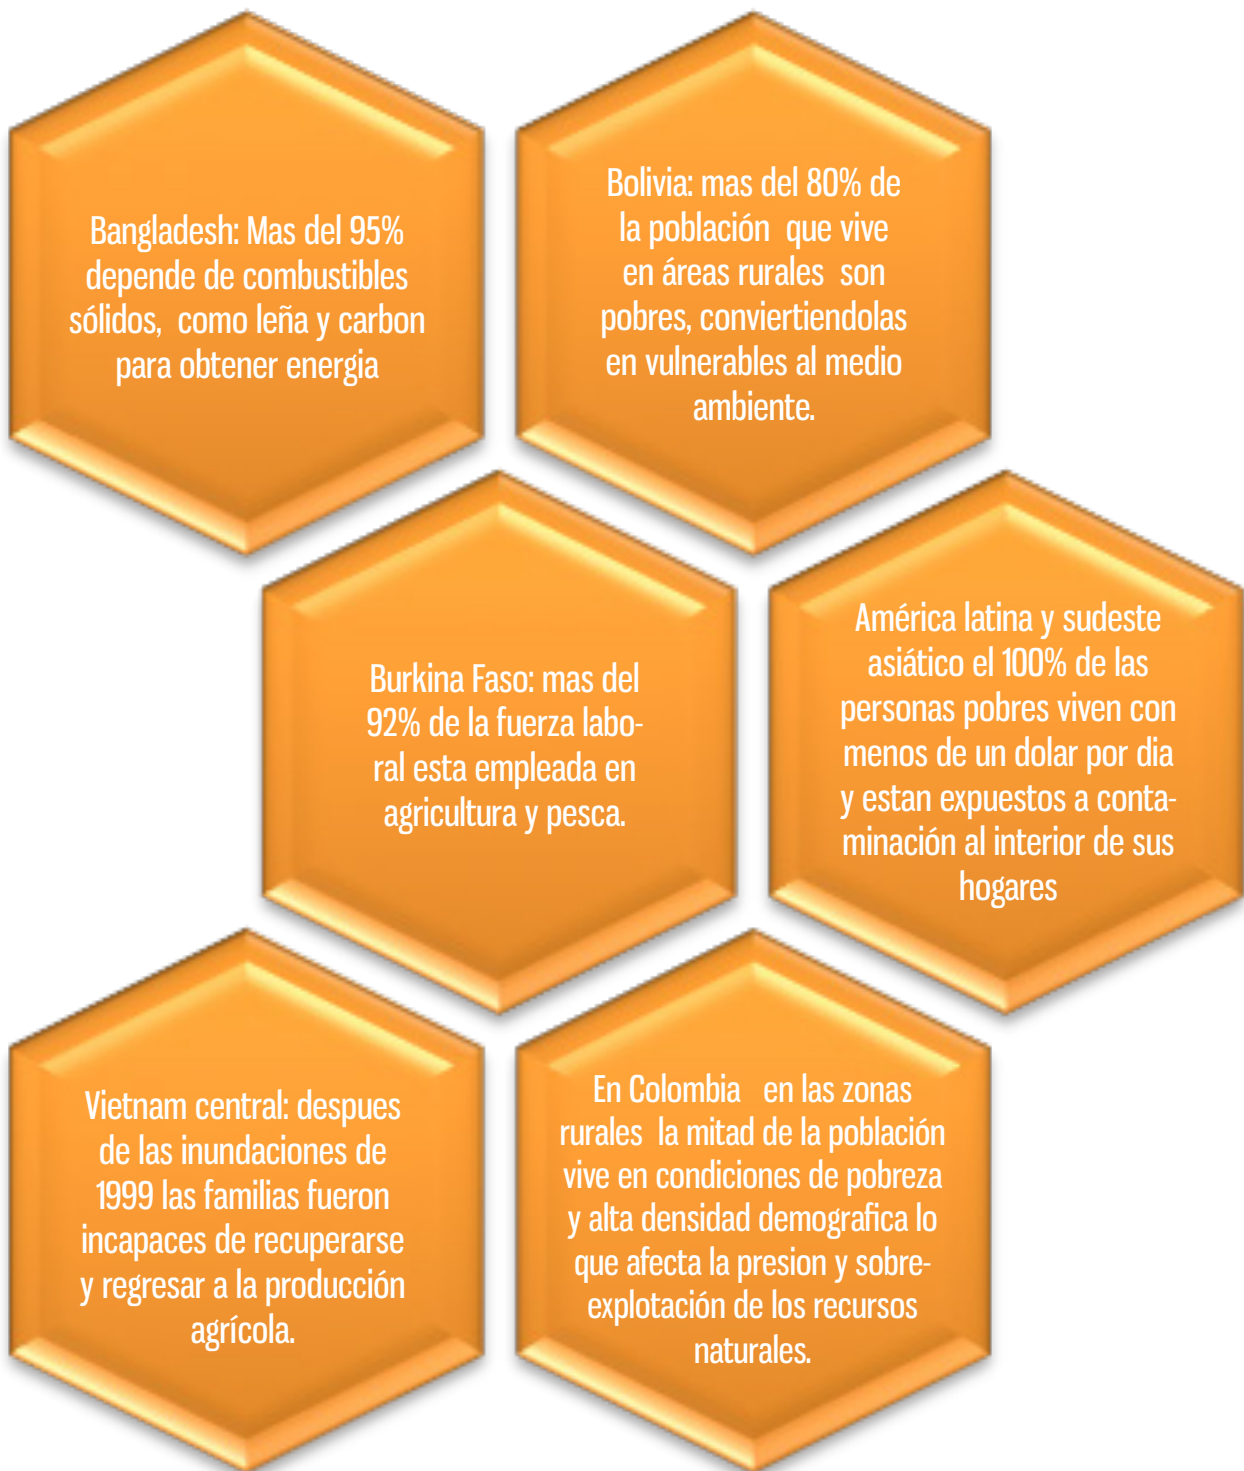 Bangladesh: Mas del 95%
depende de combustibles
sólidos, como leña y carbon
para obtener energia
Bolivia: mas del 80% de
la población que vive
en áreas rurales son
pobres, conviertiendolas
en vulnerables al medio
ambiente.
Burkina Faso: mas del
92% de la fuerza labo-
ral esta empleada en
agricultura y pesca.
América latina y sudeste
asiático el 100% de las
personas pobres viven con
menos de un dolar por dia
y estan expuestos a conta-
minación al interior de sus
hogares
Vietnam central: despues
de las inundaciones de
1999 las familias fueron
incapaces de recuperarse
y regresar a la producción
agrícola.
En Colombia en las zonas
rurales la mitad de la población
vive en condiciones de pobreza
y alta densidad demografica lo
que afecta la presion y sobre-
explotación de los recursos
naturales.